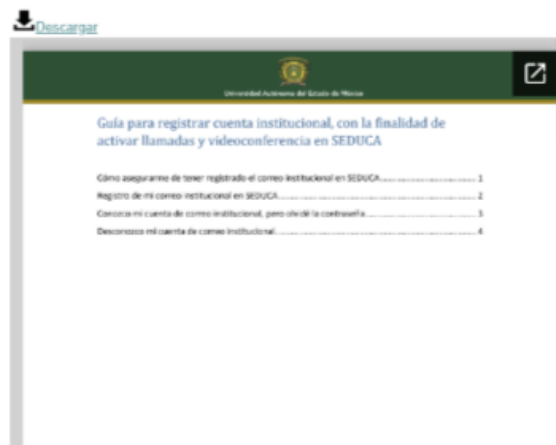 Descargar
Universidad Autónoma del Estado de México
Guía para registrar cuenta institucional, con la finalidad de
activar llamadas y videoconferencia en SEDUCA
Cómo asegurarme de tener registrado el correo institucional en SEDUCA 1
Registro de mi correo institucional en SEDUCA 2
Conozco mi cuenta de correo institucional, pero olvidé la contraseña 3
Desconozco mi cuenta de correo institucional 4